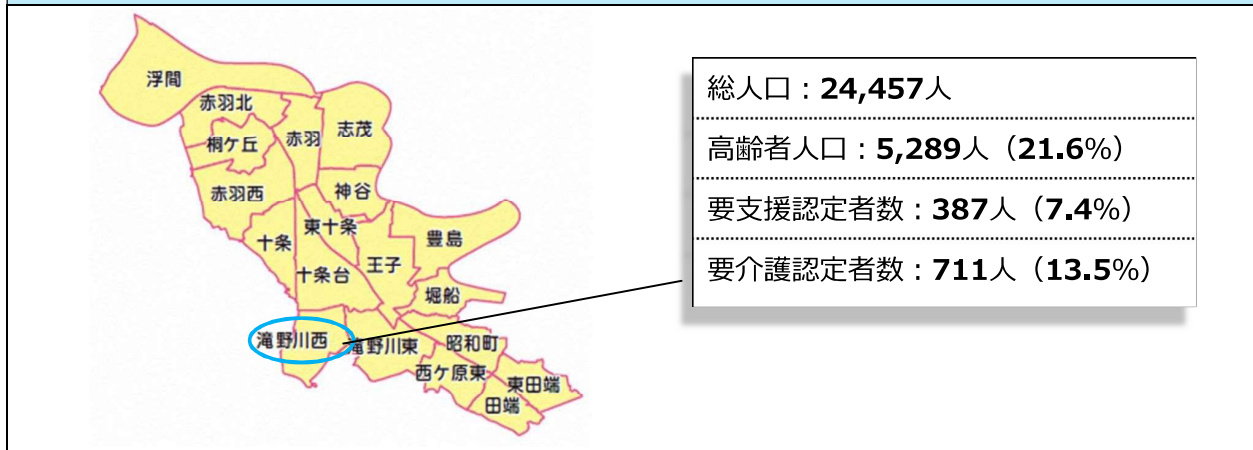 浮間
赤羽北
桐ケ丘
赤羽
志茂
赤羽西
神谷
十条
東十条
豊島
王子
十条台
堀船
滝野川西
滝野川東
昭和町
西ケ原東
東田端
田端
総人口：24,457人
高齢者人口：5,289人（21.6%）
要支援認定者数：387人（7.4%）
要介護認定者数：711人（13.5%）